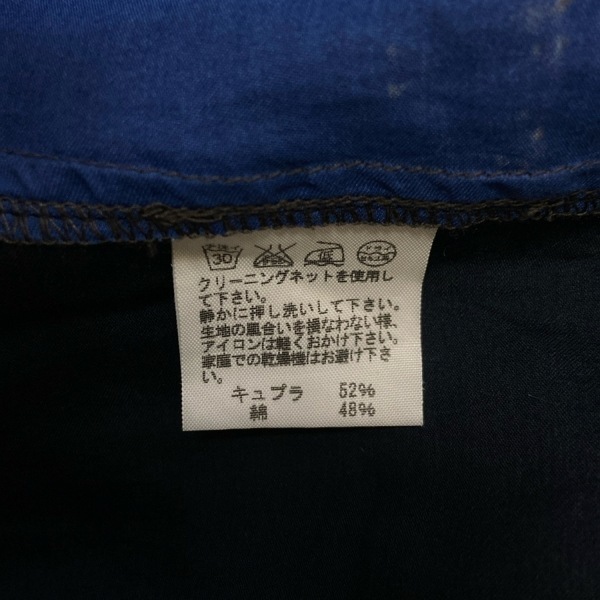 30 低 ドライ
クリーニングネットを使用し
て下さい。
静かに押し洗いして下さい。
生地の風合いを損なわない様、
アイロンは軽くおかけ下さい。
家庭での乾燥機はお避け下さ
い。
キュプラ 52%
綿 48%